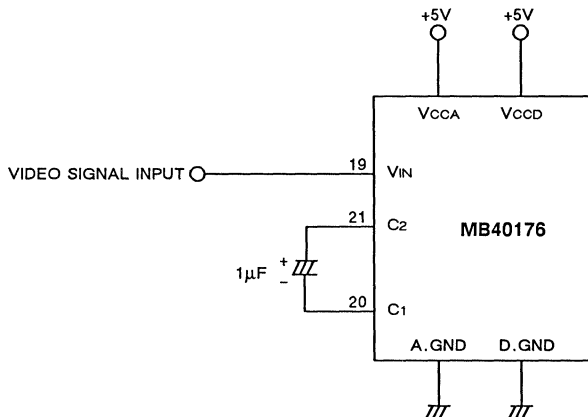 +5V +5V
VCCA VCCD
VIDEO SIGNAL INPUT 19 VIN
21 C2
MB40176
+
1μF
−
20 C1
A.GND D.GND